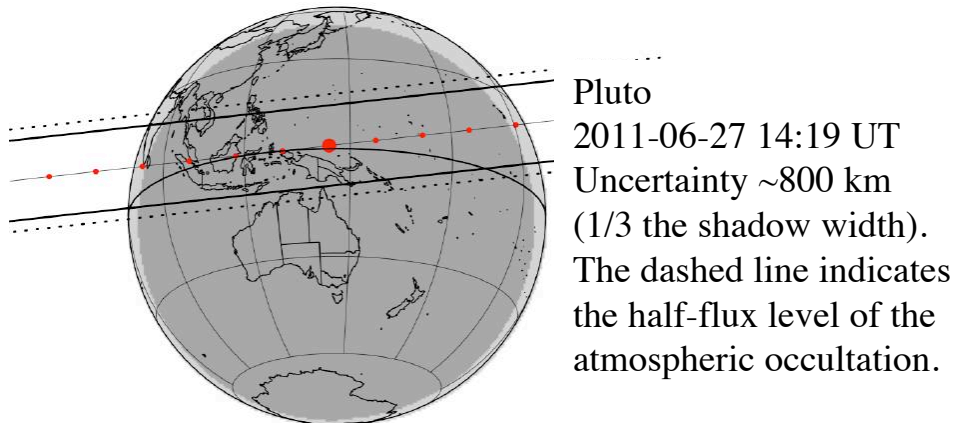 Pluto
2011-06-27 14:19 UT
Uncertainty ~800 km
(1/3 the shadow width).
The dashed line indicates
the half-flux level of the
atmospheric occultation.